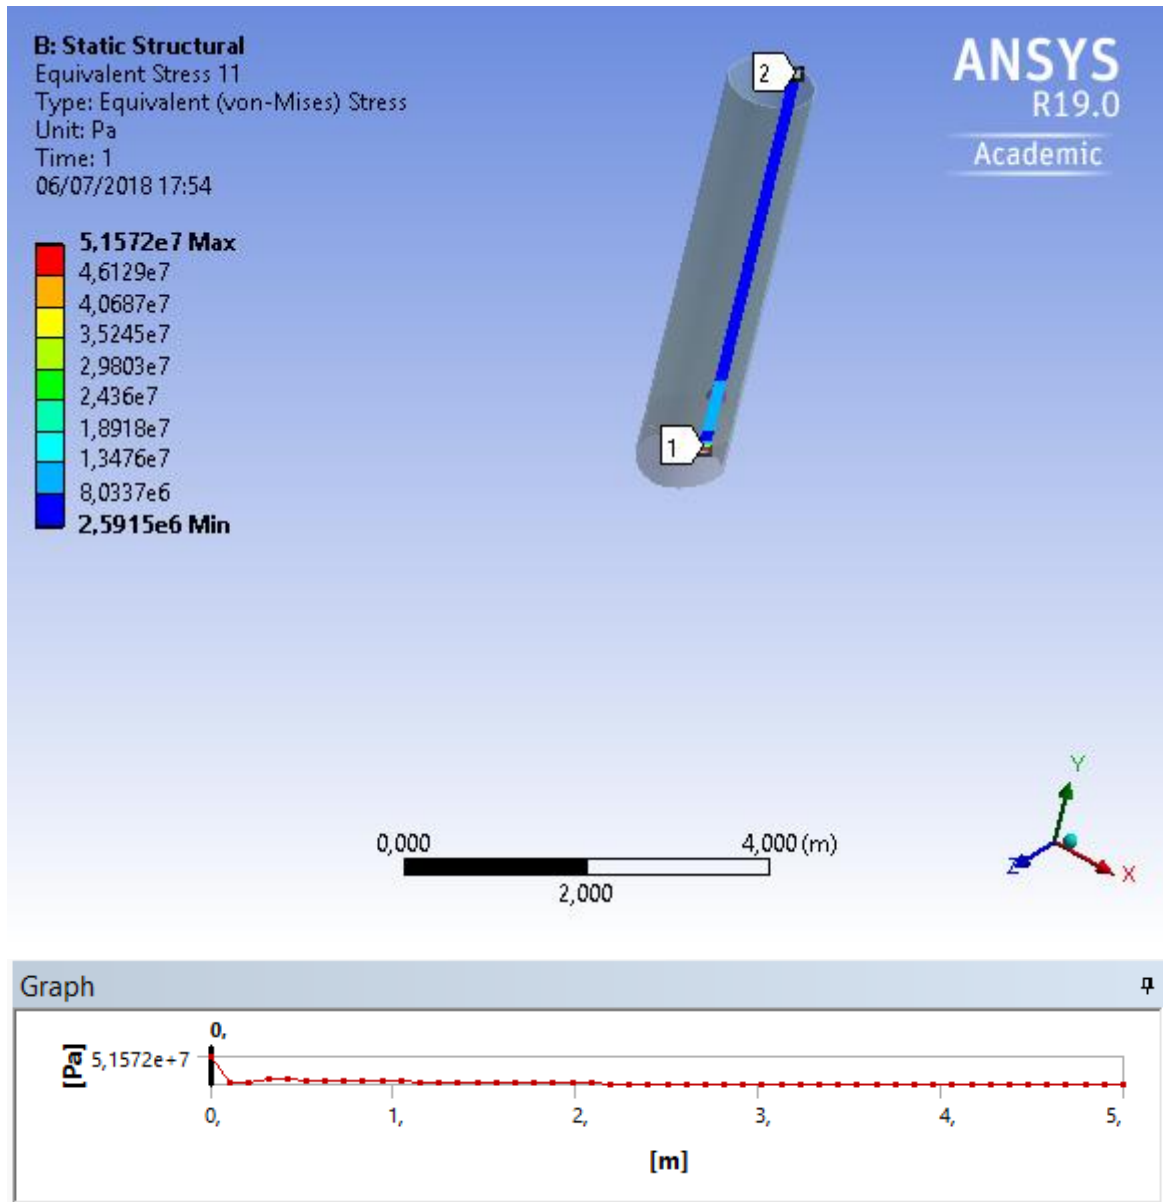 B: Static Structural
Equivalent Stress 11
Type: Equivalent (von-Mises) Stress
Unit: Pa
Time: 1
06/07/2018 17:54
ANSYS
R19.0
Academic
5,1572e7 Max
4,6129e7
4,0687e7
3,5245e7
2,9803e7
2,436e7
1,8918e7
1,3476e7
8,0337e6
2,5915e6 Min
2
1
0,000
4,000 (m)
2,000
Y
Z
X
Graph
0,
[Pa]
5,1572e+7
0,
1,
2,
3,
4,
5,
[m]